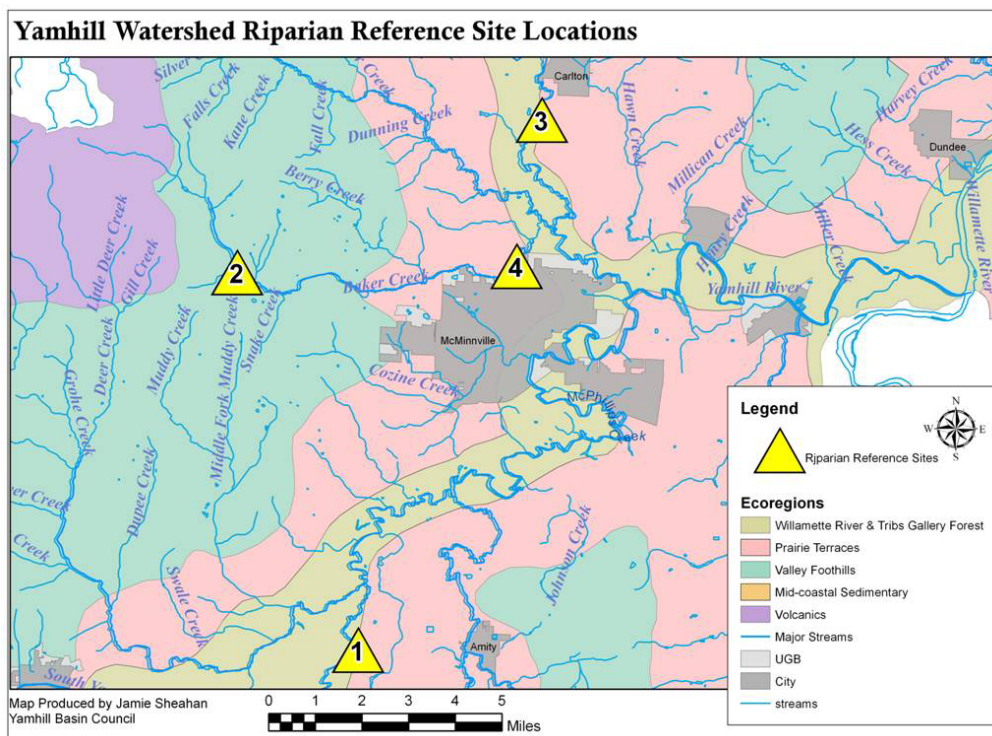 Yamhill Watershed Riparian Reference Site Locations
Silver Creek
Falls Creek
Kane Creek
Fall Creek
Creek
Dunning Creek
Berry Creek
Carlton
3
Hawn Creek
Millican Creek
Harvey Creek
Hess Creek
Dundee
Willamette River
Little Deer Creek
Gill Creek
Deer Creek
2
Baker Creek
4
Henry Creek
Miller Creek
Yamhill River
Muddy Creek
Middle Fork Muddy Creek
Snake Creek
McMinnville
Cozine Creek
McPhillips
Creek
Grohe Creek
Dupee Creek
Creek
Creek
Swale Creek
Johnson Creek
1
Amity
South
Legend
N
W
E
S
Riparian Reference Sites
Ecoregions
Willamette River & Tribs Gallery Forest
Prairie Terraces
Valley Foothills
Mid-coastal Sedimentary
Volcanics
Major Streams
UGB
City
streams
Map Produced by Jamie Sheahan
Yamhill Basin Council
0 1 2 3 4 5
Miles